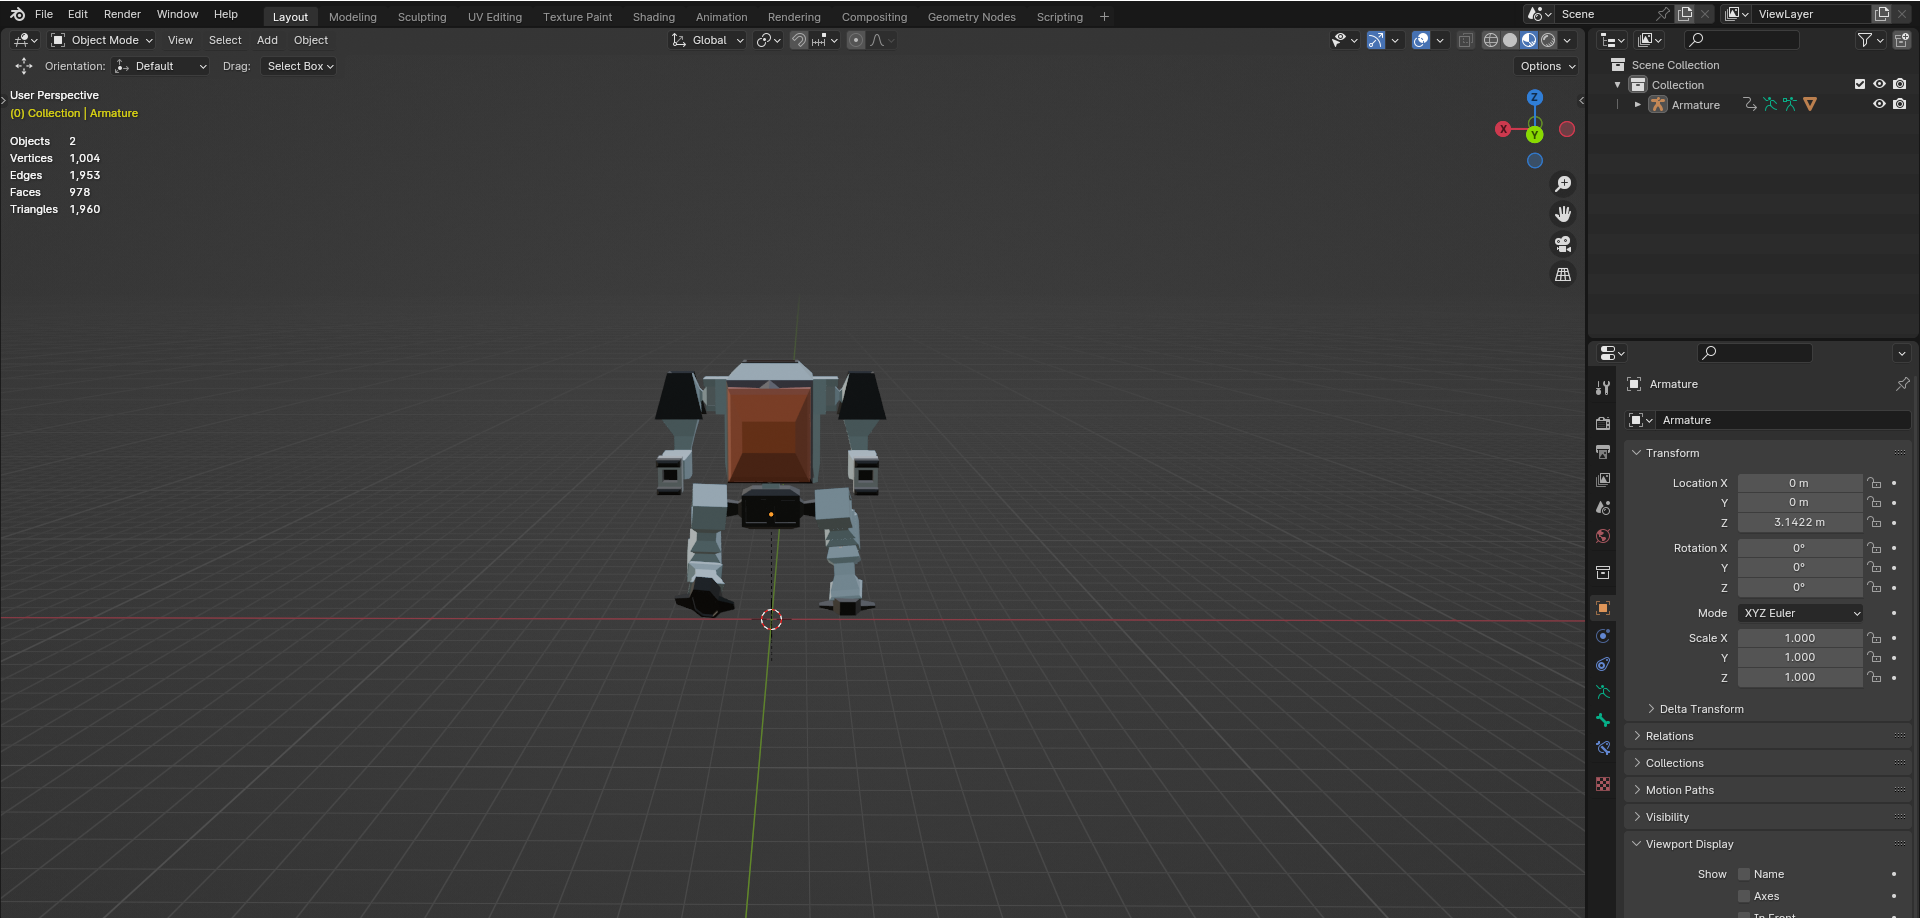 File Edit Render Window Help Layout Modeling Sculpting UV Editing Texture Paint Shading Animation Rendering Compositing Geometry Nodes Scripting + Scene ViewLayer
Object Mode View Select Add Object Global
Orientation: Default Drag: Select Box Options
User Perspective
(0) Collection | Armature
Objects 2
Vertices 1,004
Edges 1,953
Faces 978
Triangles 1,960
Z
X
Y
Scene Collection
Collection
Armature
Armature
Armature
Transform
Location X 0 m
Y 0 m
Z 3.1422 m
Rotation X 0°
Y 0°
Z 0°
Mode XYZ Euler
Scale X 1.000
Y 1.000
Z 1.000
Delta Transform
Relations
Collections
Motion Paths
Visibility
Viewport Display
Show Name
Axes
In Front